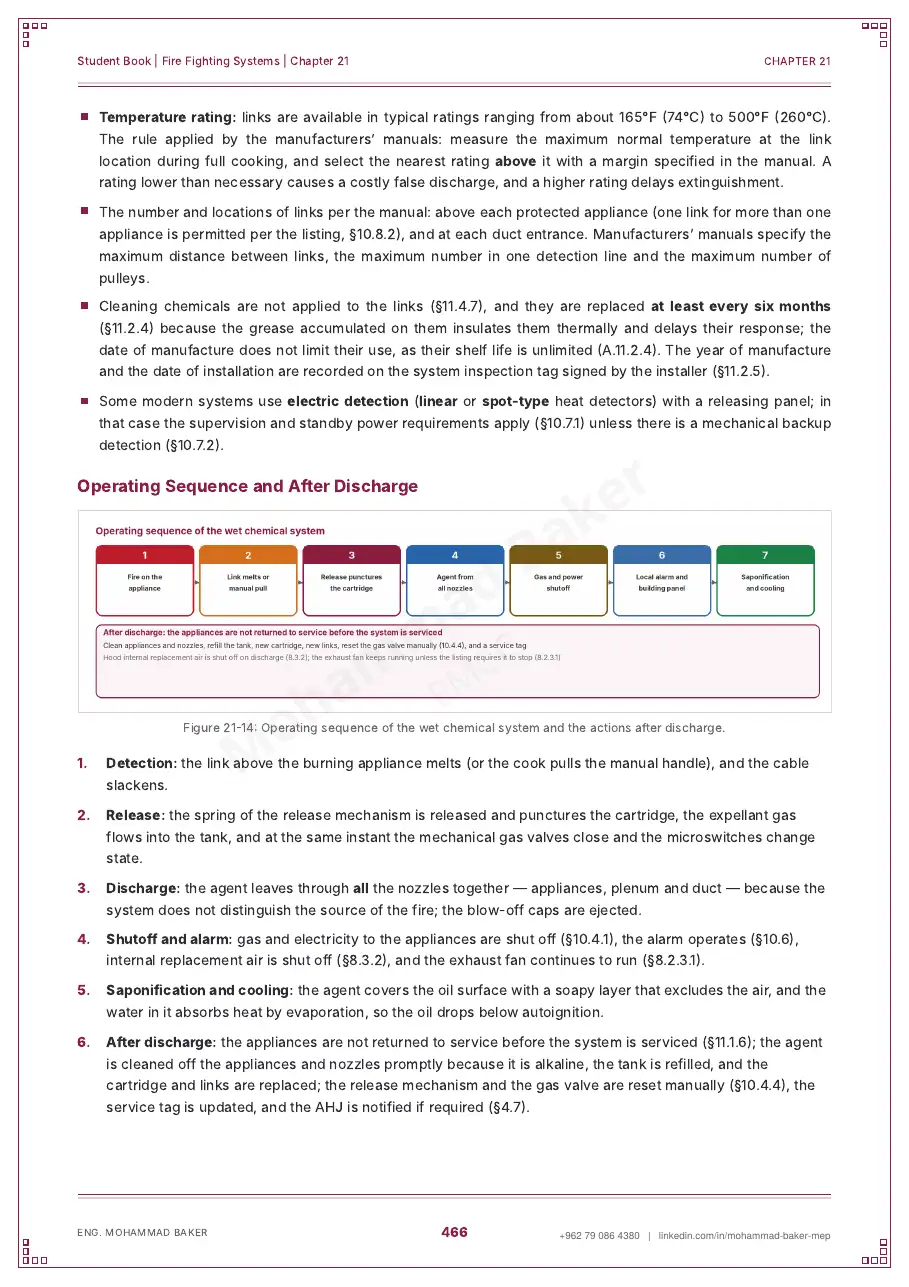 Student Book | Fire Fighting Systems | Chapter 21
CHAPTER 21
Temperature rating: links are available in typical ratings ranging from about 165°F (74°C) to 500°F (260°C).
The rule applied by the manufacturers’ manuals: measure the maximum normal temperature at the link
location during full cooking, and select the nearest rating above it with a margin specified in the manual. A
rating lower than necessary causes a costly false discharge, and a higher rating delays extinguishment.
The number and locations of links per the manual: above each protected appliance (one link for more than one
appliance is permitted per the listing, §10.8.2), and at each duct entrance. Manufacturers’ manuals specify the
maximum distance between links, the maximum number in one detection line and the maximum number of
pulleys.
Cleaning chemicals are not applied to the links (§11.4.7), and they are replaced at least every six months
(§11.2.4) because the grease accumulated on them insulates them thermally and delays their response; the
date of manufacture does not limit their use, as their shelf life is unlimited (A.11.2.4). The year of manufacture
and the date of installation are recorded on the system inspection tag signed by the installer (§11.2.5).
Some modern systems use electric detection (linear or spot-type heat detectors) with a releasing panel; in
that case the supervision and standby power requirements apply (§10.7.1) unless there is a mechanical backup
detection (§10.7.2).
Operating Sequence and After Discharge
Operating sequence of the wet chemical system
1 2 3 4 5 6 7
Fire on the appliance
Link melts or manual pull
Release punctures the cartridge
Agent from all nozzles
Gas and power shutoff
Local alarm and building panel
Saponification and cooling
After discharge: the appliances are not returned to service before the system is serviced
Clean appliances and nozzles, refill the tank, new cartridge, new links, reset the gas valve manually (10.4.4), and a service tag
Hood internal replacement air is shut off on discharge (8.3.2); the exhaust fan keeps running unless the listing requires it to stop (8.2.3.1)
Mohammad Baker
Figure 21-14: Operating sequence of the wet chemical system and the actions after discharge.
1. Detection: the link above the burning appliance melts (or the cook pulls the manual handle), and the cable
slackens.
2. Release: the spring of the release mechanism is released and punctures the cartridge, the expellant gas
flows into the tank, and at the same instant the mechanical gas valves close and the microswitches change
state.
3. Discharge: the agent leaves through all the nozzles together — appliances, plenum and duct — because the
system does not distinguish the source of the fire; the blow-off caps are ejected.
4. Shutoff and alarm: gas and electricity to the appliances are shut off (§10.4.1), the alarm operates (§10.6),
internal replacement air is shut off (§8.3.2), and the exhaust fan continues to run (§8.2.3.1).
5. Saponification and cooling: the agent covers the oil surface with a soapy layer that excludes the air, and the
water in it absorbs heat by evaporation, so the oil drops below autoignition.
6. After discharge: the appliances are not returned to service before the system is serviced (§11.1.6); the agent
is cleaned off the appliances and nozzles promptly because it is alkaline, the tank is refilled, and the
cartridge and links are replaced; the release mechanism and the gas valve are reset manually (§10.4.4), the
service tag is updated, and the AHJ is notified if required (§4.7).
ENG. MOHAMMAD BAKER
466
+962 79 086 4380 | linkedin.com/in/mohammad-baker-mep